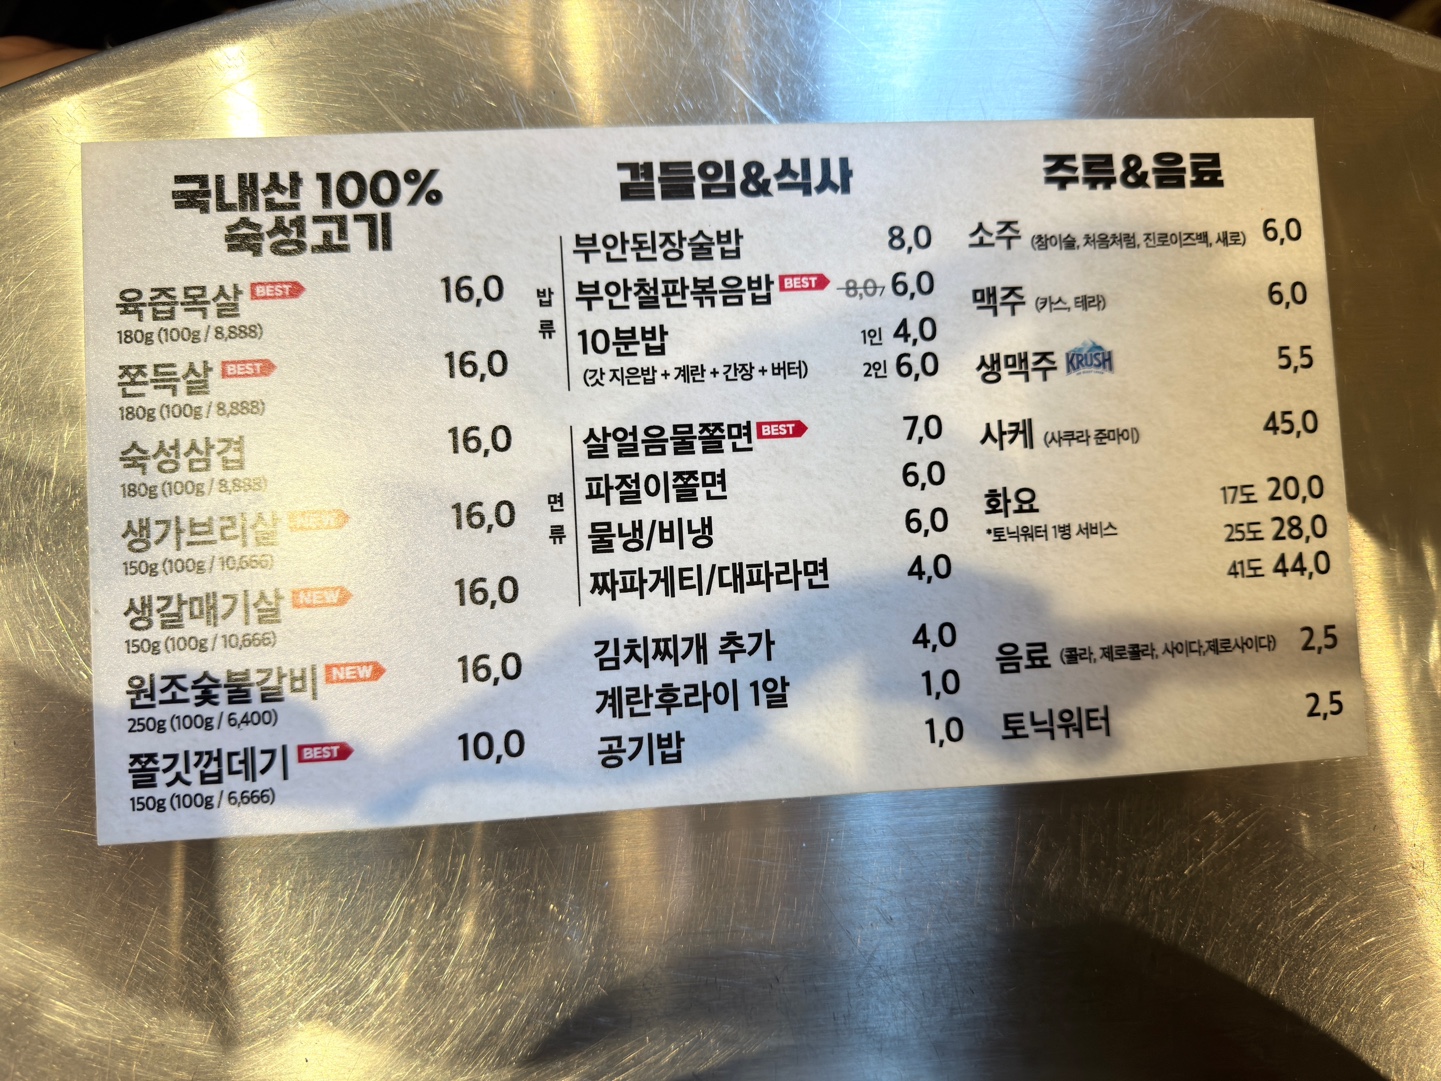 국내산 100%
숙성고기
육즙목살 BEST 16,0
180g (100g / 8,888)
쫀득살 BEST 16,0
180g (100g / 8,888)
숙성삼겹 16,0
180g (100g / 8,888)
생가브리살 NEW 16,0
150g (100g / 10,666)
생갈매기살 NEW 16,0
150g (100g / 10,666)
원조숯불갈비 NEW 16,0
250g (100g / 6,400)
쫄깃껍데기 BEST 10,0
150g (100g / 6,666)
곁들임&식사
밥류
부안된장술밥 8,0
부안철판볶음밥 BEST 8,0, 6,0
10분밥 1인 4,0
(갓 지은밥 + 계란 + 간장 + 버터) 2인 6,0
면류
살얼음물쫄면 BEST 7,0
파절이쫄면 6,0
물냉/비냉 6,0
짜파게티/대파라면 4,0
김치찌개 추가 4,0
계란후라이 1알 1,0
공기밥 1,0
주류&음료
소주 (참이슬, 처음처럼, 진로이즈백, 새로) 6,0
맥주 (카스, 테라) 6,0
생맥주 KRUSH 5,5
사케 (사쿠라 준마이) 45,0
화요 17도 20,0
*토닉워터 1병 서비스 25도 28,0
41도 44,0
음료 (콜라, 제로콜라, 사이다,제로사이다) 2,5
토닉워터 2,5